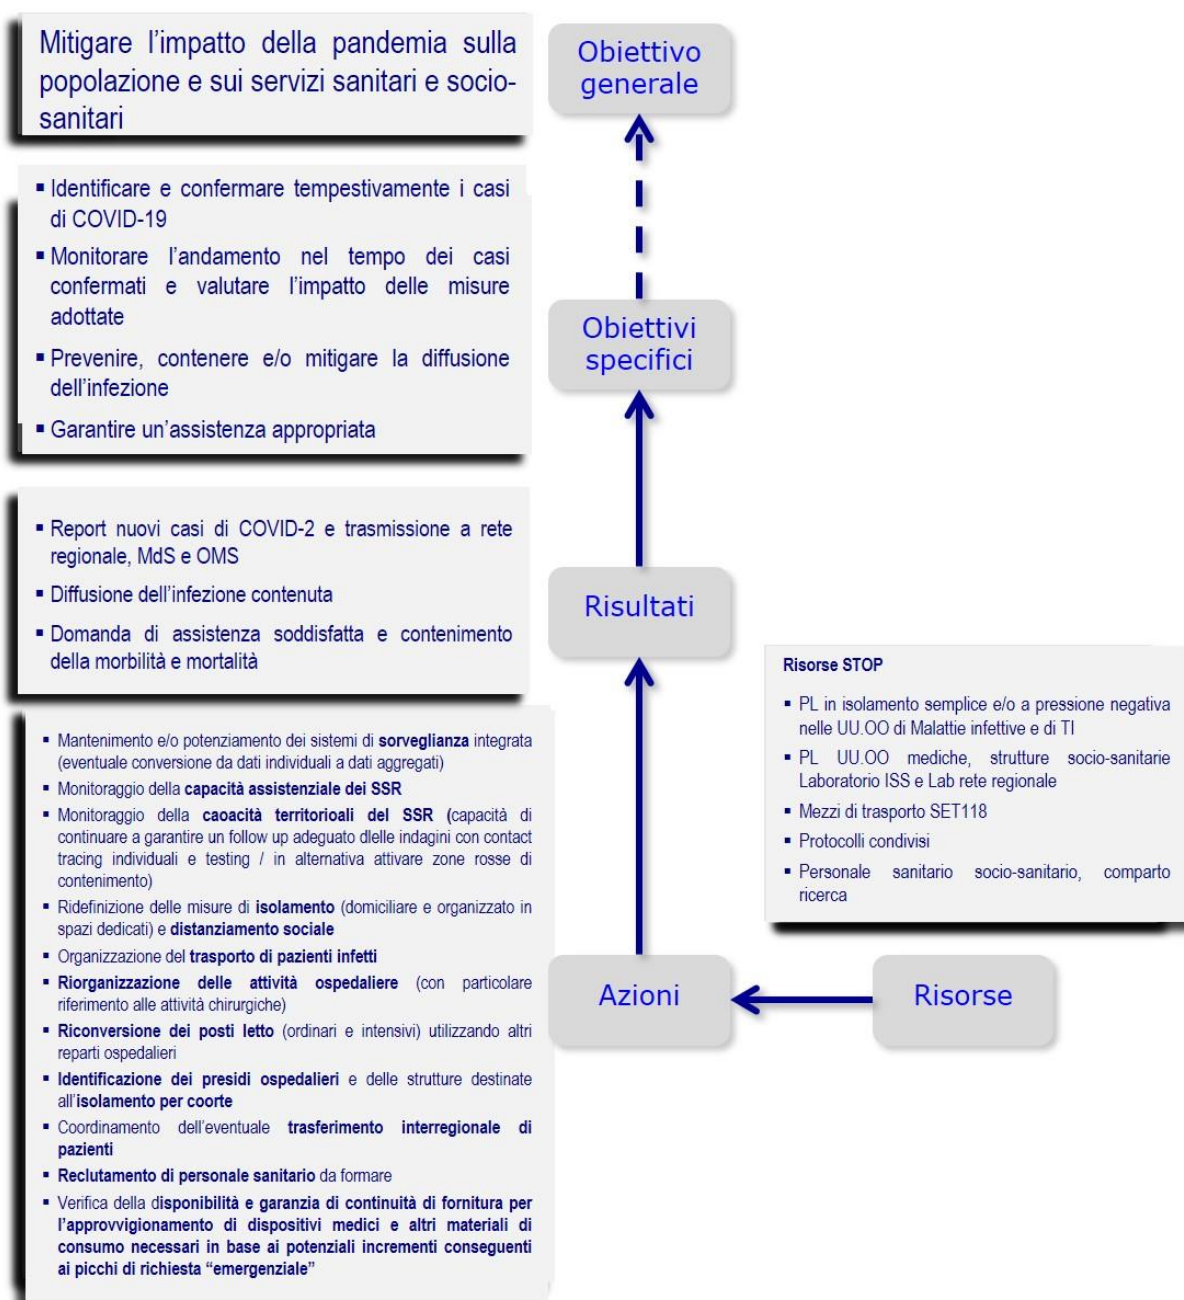 Mitigare l’impatto della pandemia sulla
popolazione e sui servizi sanitari e socio-
sanitari
Obiettivo
generale
▪ Identificare e confermare tempestivamente i casi
di COVID-19
▪ Monitorare l’andamento nel tempo dei casi
confermati e valutare l’impatto delle misure
adottate
▪ Prevenire, contenere e/o mitigare la diffusione
dell’infezione
▪ Garantire un’assistenza appropriata
Obiettivi
specifici
▪ Report nuovi casi di COVID-2 e trasmissione a rete
regionale, MdS e OMS
▪ Diffusione dell’infezione contenuta
▪ Domanda di assistenza soddisfatta e contenimento
della morbilità e mortalità
Risultati
▪ Mantenimento e/o potenziamento dei sistemi di sorveglianza integrata
(eventuale conversione da dati individuali a dati aggregati)
▪ Monitoraggio della capacità assistenziale dei SSR
▪ Monitoraggio della caoacità territorioali del SSR (capacità di
continuare a garantire un follow up adeguato dlelle indagini con contact
tracing individuali e testing / in alternativa attivare zone rosse di
contenimento)
▪ Ridefinizione delle misure di isolamento (domiciliare e organizzato in
spazi dedicati) e distanziamento sociale
▪ Organizzazione del trasporto di pazienti infetti
▪ Riorganizzazione delle attività ospedaliere (con particolare
riferimento alle attività chirurgiche)
▪ Riconversione dei posti letto (ordinari e intensivi) utilizzando altri
reparti ospedalieri
▪ Identificazione dei presidi ospedalieri e delle strutture destinate
all’isolamento per coorte
▪ Coordinamento dell’eventuale trasferimento interregionale di
pazienti
▪ Reclutamento di personale sanitario da formare
▪ Verifica della disponibilità e garanzia di continuità di fornitura per
l’approvvigionamento di dispositivi medici e altri materiali di
consumo necessari in base ai potenziali incrementi conseguenti
ai picchi di richiesta “emergenziale”
Azioni
Risorse STOP
▪ PL in isolamento semplice e/o a pressione negativa
nelle UU.OO di Malattie infettive e di TI
▪ PL UU.OO mediche, strutture socio-sanitarie
Laboratorio ISS e Lab rete regionale
▪ Mezzi di trasporto SET118
▪ Protocolli condivisi
▪ Personale sanitario socio-sanitario, comparto
ricerca
Risorse